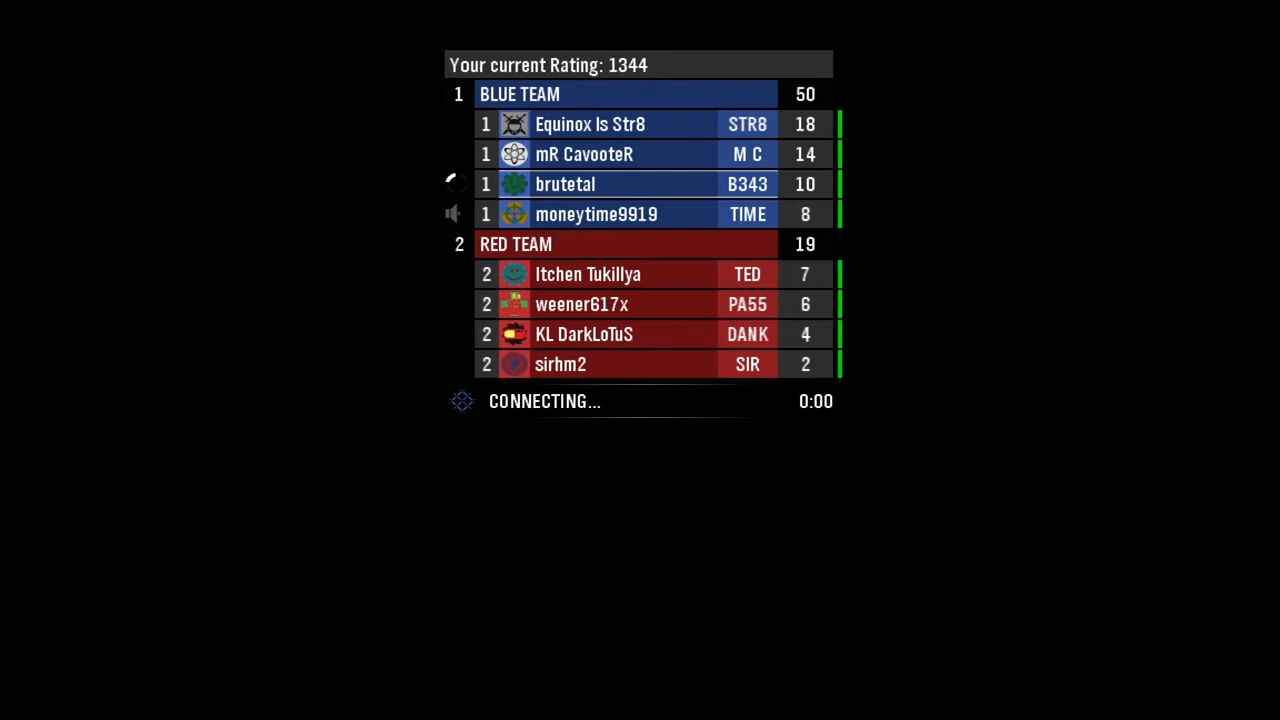 Your current Rating: 1344
1 BLUE TEAM 50
1 Equinox Is Str8 STR8 18
1 mR CavooteR M C 14
1 brutetal B343 10
1 moneytime9919 TIME 8
2 RED TEAM 19
2 Itchen Tukillya TED 7
2 weener617x PA55 6
2 KL DarkLoTuS DANK 4
2 sirhm2 SIR 2
CONNECTING... 0:00